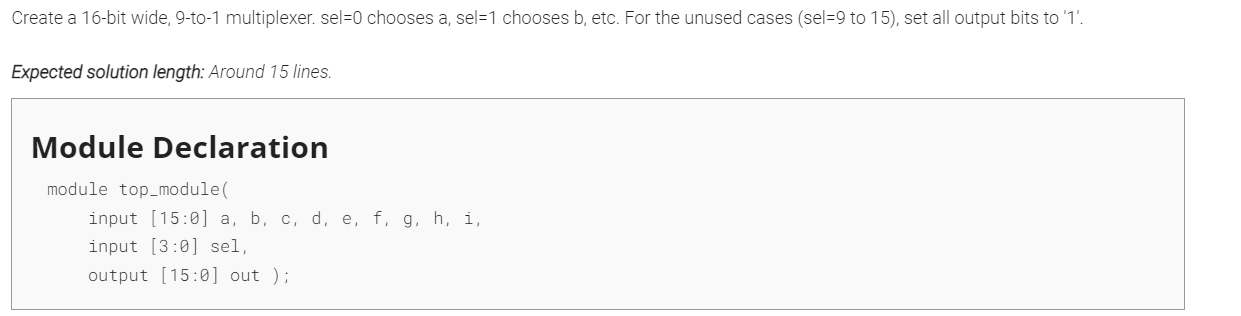 Create a 16-bit wide, 9-to-1 multiplexer. sel=0 chooses a, sel=1 chooses b, etc. For the unused cases (sel=9 to 15), set all output bits to '1'.
Expected solution length: Around 15 lines.
Module Declaration
module top_module(
    input [15:0] a, b, c, d, e, f, g, h, i,
    input [3:0] sel,
    output [15:0] out );